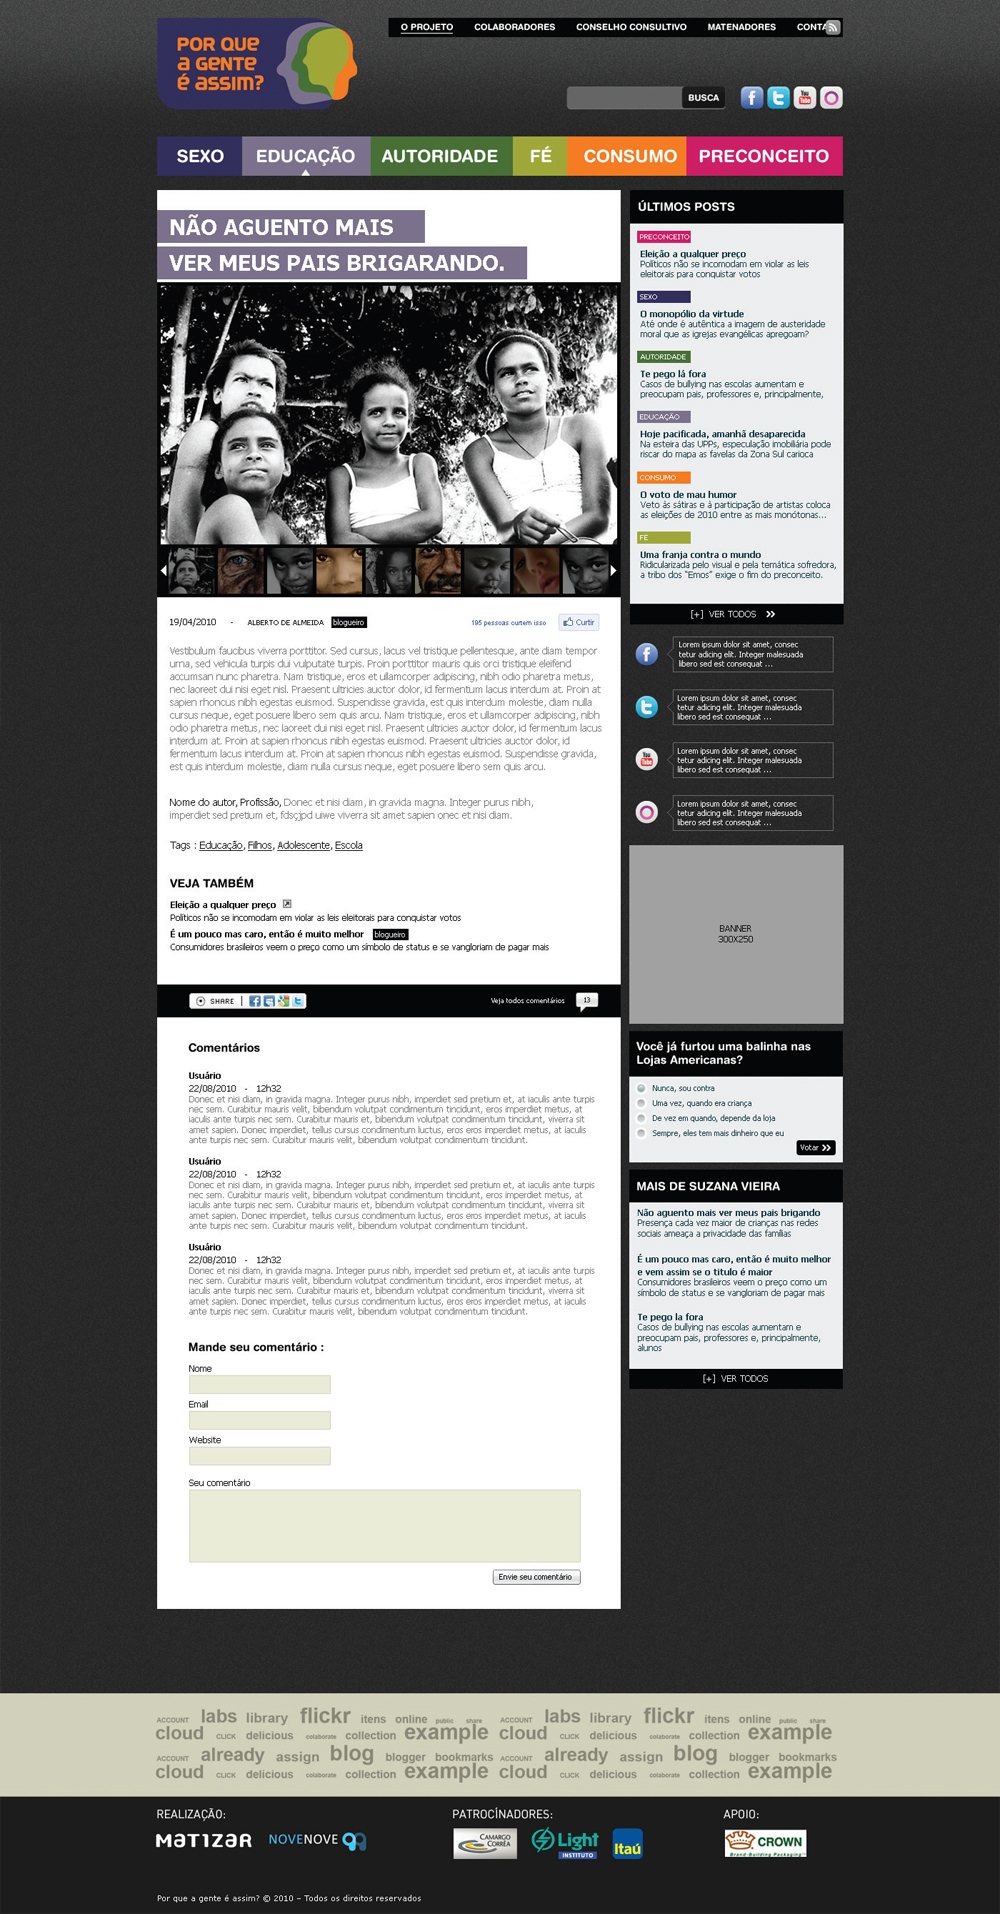 POR QUE
A GENTE
É ASSIM?
O PROJETO COLABORADORES CONSELHO CONSULTIVO MATENADORES CONTA
BUSCA
SEXO EDUCAÇÃO AUTORIDADE FÉ CONSUMO PRECONCEITO
NÃO AGUENTO MAIS
VER MEUS PAIS BRIGARANDO.
19/04/2010 - ALBERTO DE ALMEIDA blogueiro 195 pessoas curtem isso Curtir
Vestibulum faucibus viverra porttitor. Sed cursus, lacus vel tristique pellentesque, ante diam tempor
urna, sed vehicula turpis dui vulputate turpis. Proin porttitor mauris quis orci tristique eleifend
accumsan nunc pharetra. Nam tristique, eros et ullamcorper adipiscing, nibh odio pharetra metus,
nec laoreet dui nisi eget nisl. Praesent ultricies auctor dolor, id fermentum lacus interdum at. Proin at
sapien rhoncus nibh egestas euismod. Suspendisse gravida, est quis interdum molestie, diam nulla
cursus neque, eget posuere libero sem quis arcu. Nam tristique, eros et ullamcorper adipiscing, nibh
odio pharetra metus, nec laoreet dui nisi eget nisl. Praesent ultricies auctor dolor, id fermentum lacus
interdum at. Proin at sapien rhoncus nibh egestas euismod. Praesent ultricies auctor dolor, id
fermentum lacus interdum at. Proin at sapien rhoncus nibh egestas euismod. Suspendisse gravida,
est quis interdum molestie, diam nulla cursus neque, eget posuere libero sem quis arcu.
Nome do autor, Profissão, Donec et nisi diam, in gravida magna. Integer purus nibh,
imperdiet sed pretium et, fdsçjpd uiwe viverra sit amet sapien onec et nisi diam.
Tags : Educação, Filhos, Adolescente, Escola
VEJA TAMBÉM
Eleição a qualquer preço
Políticos não se incomodam em violar as leis eleitorais para conquistar votos
É um pouco mas caro, então é muito melhor blogueiro
Consumidores brasileiros veem o preço como um símbolo de status e se vangloriam de pagar mais
SHARE Veja todos comentários 13
Comentários
Usuário
22/08/2010 - 12h32
Donec et nisi diam, in gravida magna. Integer purus nibh, imperdiet sed pretium et, at iaculis ante turpis
nec sem. Curabitur mauris velit, bibendum volutpat condimentum tincidunt, eros imperdiet metus, at
iaculis ante turpis nec sem. Curabitur mauris et, bibendum volutpat condimentum tincidunt, viverra sit
amet sapien. Donec imperdiet, tellus cursus condimentum luctus, eros eros imperdiet metus, at iaculis
ante turpis nec sem. Curabitur mauris velit, bibendum volutpat condimentum tincidunt.
Usuário
22/08/2010 - 12h32
Donec et nisi diam, in gravida magna. Integer purus nibh, imperdiet sed pretium et, at iaculis ante turpis
nec sem. Curabitur mauris velit, bibendum volutpat condimentum tincidunt, eros imperdiet metus, at
iaculis ante turpis nec sem. Curabitur mauris et, bibendum volutpat condimentum tincidunt, viverra sit
amet sapien. Donec imperdiet, tellus cursus condimentum luctus, eros eros imperdiet metus, at iaculis
ante turpis nec sem. Curabitur mauris velit, bibendum volutpat condimentum tincidunt.
Usuário
22/08/2010 - 12h32
Donec et nisi diam, in gravida magna. Integer purus nibh, imperdiet sed pretium et, at iaculis ante turpis
nec sem. Curabitur mauris velit, bibendum volutpat condimentum tincidunt, eros imperdiet metus, at
iaculis ante turpis nec sem. Curabitur mauris et, bibendum volutpat condimentum tincidunt, viverra sit
amet sapien. Donec imperdiet, tellus cursus condimentum luctus, eros eros imperdiet metus, at iaculis
ante turpis nec sem. Curabitur mauris velit, bibendum volutpat condimentum tincidunt.
Mande seu comentário :
Nome
Email
Website
Seu comentário
Envie seu comentário
ÚLTIMOS POSTS
PRECONCEITO
Eleição a qualquer preço
Políticos não se incomodam em violar as leis
eleitorais para conquistar votos
SEXO
O monopólio da virtude
Até onde é autêntica a imagem de austeridade
moral que as igrejas evangélicas apregoam?
AUTORIDADE
Te pego lá fora
Casos de bullying nas escolas aumentam e
preocupam pais, professores e, principalmente,
EDUCAÇÃO
Hoje pacificada, amanhã desaparecida
Na esteira das UPPs, especulação imobiliária pode
riscar do mapa as favelas da Zona Sul carioca
CONSUMO
O voto de mau humor
Veto às sátiras e à participação de artistas coloca
as eleições de 2010 entre as mais monótonas...
FÉ
Uma franja contra o mundo
Ridicularizada pelo visual e pela temática sofredora,
a tribo dos "Emos" exige o fim do preconceito.
[+] VER TODOS
Lorem ipsum dolor sit amet, consec
tetur adicing elit. Integer malesuada
libero sed est consequat ...
Lorem ipsum dolor sit amet, consec
tetur adicing elit. Integer malesuada
libero sed est consequat ...
You
Tube
Lorem ipsum dolor sit amet, consec
tetur adicing elit. Integer malesuada
libero sed est consequat ...
Lorem ipsum dolor sit amet, consec
tetur adicing elit. Integer malesuada
libero sed est consequat ...
BANNER
300X250
Você já furtou uma balinha nas
Lojas Americanas?
Nunca, sou contra
Uma vez, quando era criança
De vez em quando, depende da loja
Sempre, eles tem mais dinheiro que eu
Votar
MAIS DE SUZANA VIEIRA
Não aguento mais ver meus pais brigando
Presença cada vez maior de crianças nas redes
sociais ameaça a privacidade das famílias
É um pouco mas caro, então é muito melhor
e vem assim se o título é maior
Consumidores brasileiros veem o preço como um
símbolo de status e se vangloriam de pagar mais
Te pego la fora
Casos de bullying nas escolas aumentam e
preocupam pais, professores e, principalmente,
alunos
[+] VER TODOS
ACCOUNT labs library flickr itens online public share ACCOUNT labs library flickr itens online public share
cloud CLICK delicious colaborate collection example cloud CLICK delicious colaborate collection example
ACCOUNT already assign blog blogger bookmarks ACCOUNT already assign blog blogger bookmarks
cloud CLICK delicious colaborate collection example cloud CLICK delicious colaborate collection example
REALIZAÇÃO: PATROCÍNADORES: APOIO:
MATIZAR NOVENOVE 99 CAMARGO CORRÊA Light INSTITUTO Itaú CROWN
Brand-Building Packaging
Por que a gente é assim? © 2010 – Todos os direitos reservados